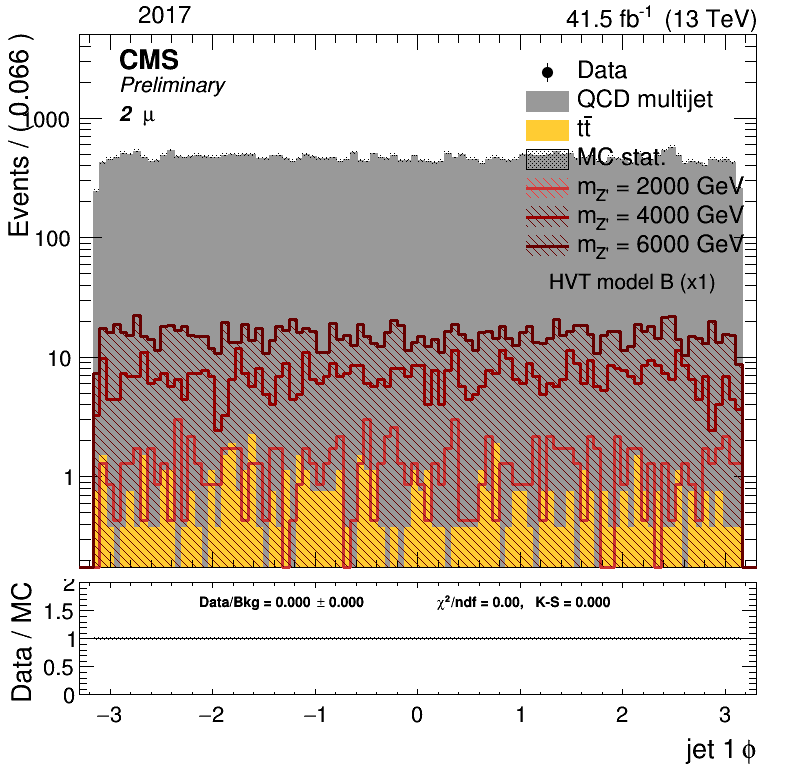 2017
41.5 fb⁻¹ (13 TeV)
Events / ( 0.066 )
CMS
Preliminary
2 μ
Data
QCD multijet
tt̄
MC stat.
m_Z' = 2000 GeV
m_Z' = 4000 GeV
m_Z' = 6000 GeV
HVT model B (x1)
1000
100
10
1
Data / MC
2
1.5
1
0.5
0
Data/Bkg = 0.000 ± 0.000
χ²/ndf = 0.00, K-S = 0.000
−3 −2 −1 0 1 2 3
jet 1 ϕ